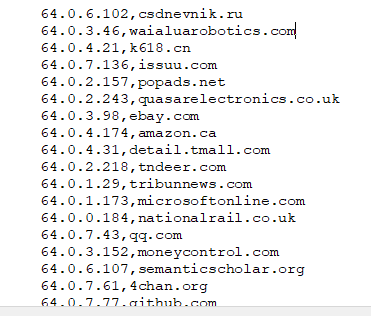 64.0.6.102,csdnevnik.ru
64.0.3.46,waialuarobotics.com
64.0.4.21,k618.cn
64.0.7.136,issuu.com
64.0.2.157,popads.net
64.0.2.243,quasarelectronics.co.uk
64.0.3.98,ebay.com
64.0.4.174,amazon.ca
64.0.4.31,detail.tmall.com
64.0.2.218,tndeer.com
64.0.1.29,tribunnews.com
64.0.1.173,microsoftonline.com
64.0.0.184,nationalrail.co.uk
64.0.7.43,qq.com
64.0.3.152,moneycontrol.com
64.0.6.107,semanticscholar.org
64.0.7.61,4chan.org
64.0.7.77,github.com